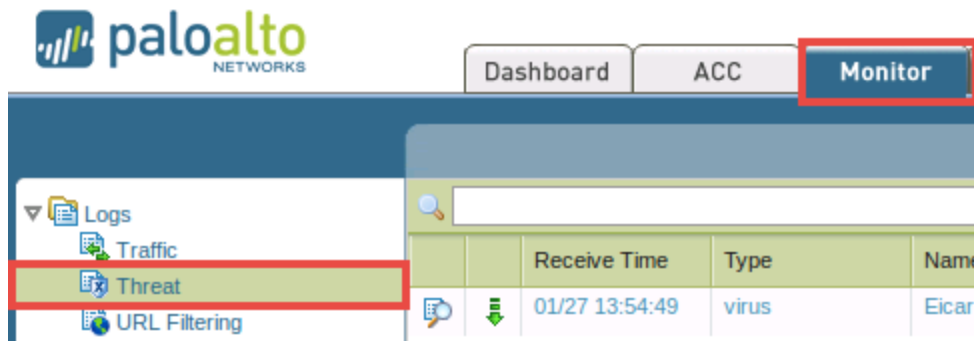 paloalto
NETWORKS
Dashboard ACC Monitor
Logs
Traffic
Threat
URL Filtering
Receive Time Type Name
01/27 13:54:49 virus Eicar